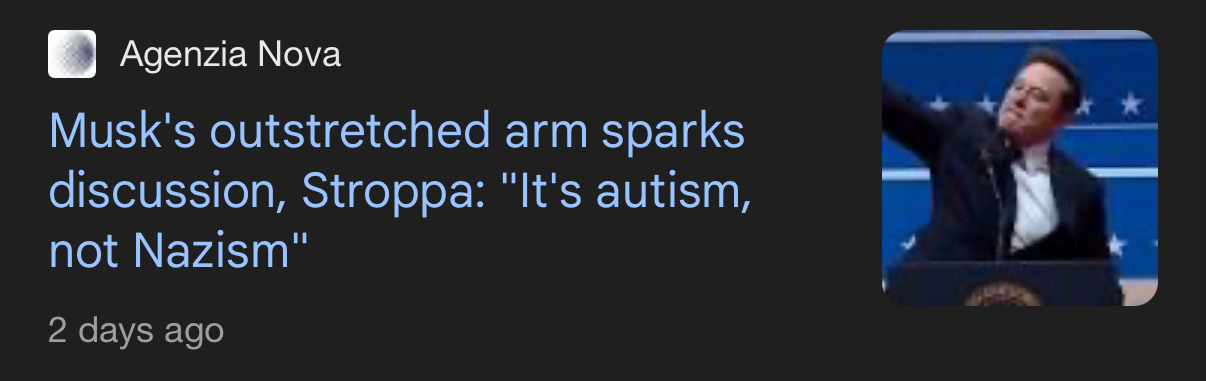 Agenzia Nova
Musk's outstretched arm sparks
discussion, Stroppa: "It's autism,
not Nazism"
2 days ago